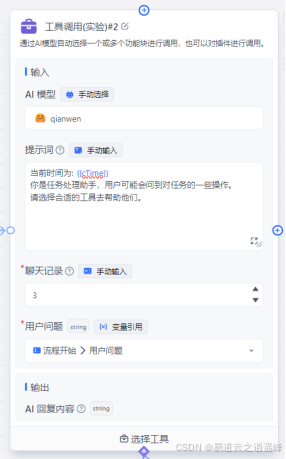 工具调用(实验)#2
通过AI模型自动选择一个或多个功能块进行调用，也可以对插件进行调用。
输入
AI 模型 手动选择
qianwen
提示词 手动输入
当前时间为: {{cTime}}
你是任务处理助手，用户可能会问到对任务的一些操作。
请选择合适的工具去帮助他们。
*聊天记录 手动输入
3
*用户问题 string 变量引用
流程开始 > 用户问题
输出
AI 回复内容 string
选择工具
CSDN @易道云之逍遥峰